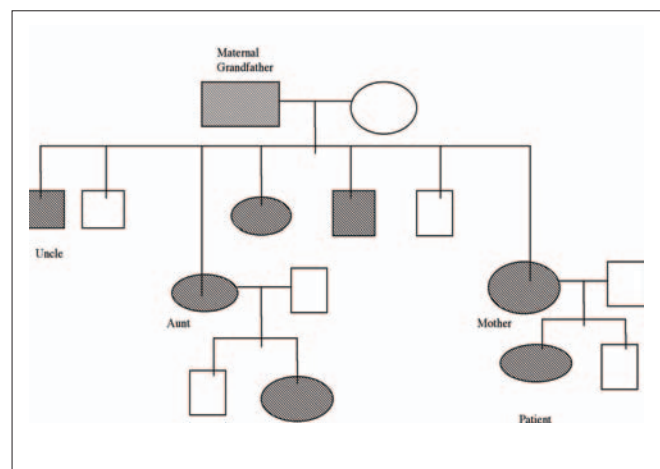 Maternal
Grandfather
Uncle
Aunt
Mother
Patient